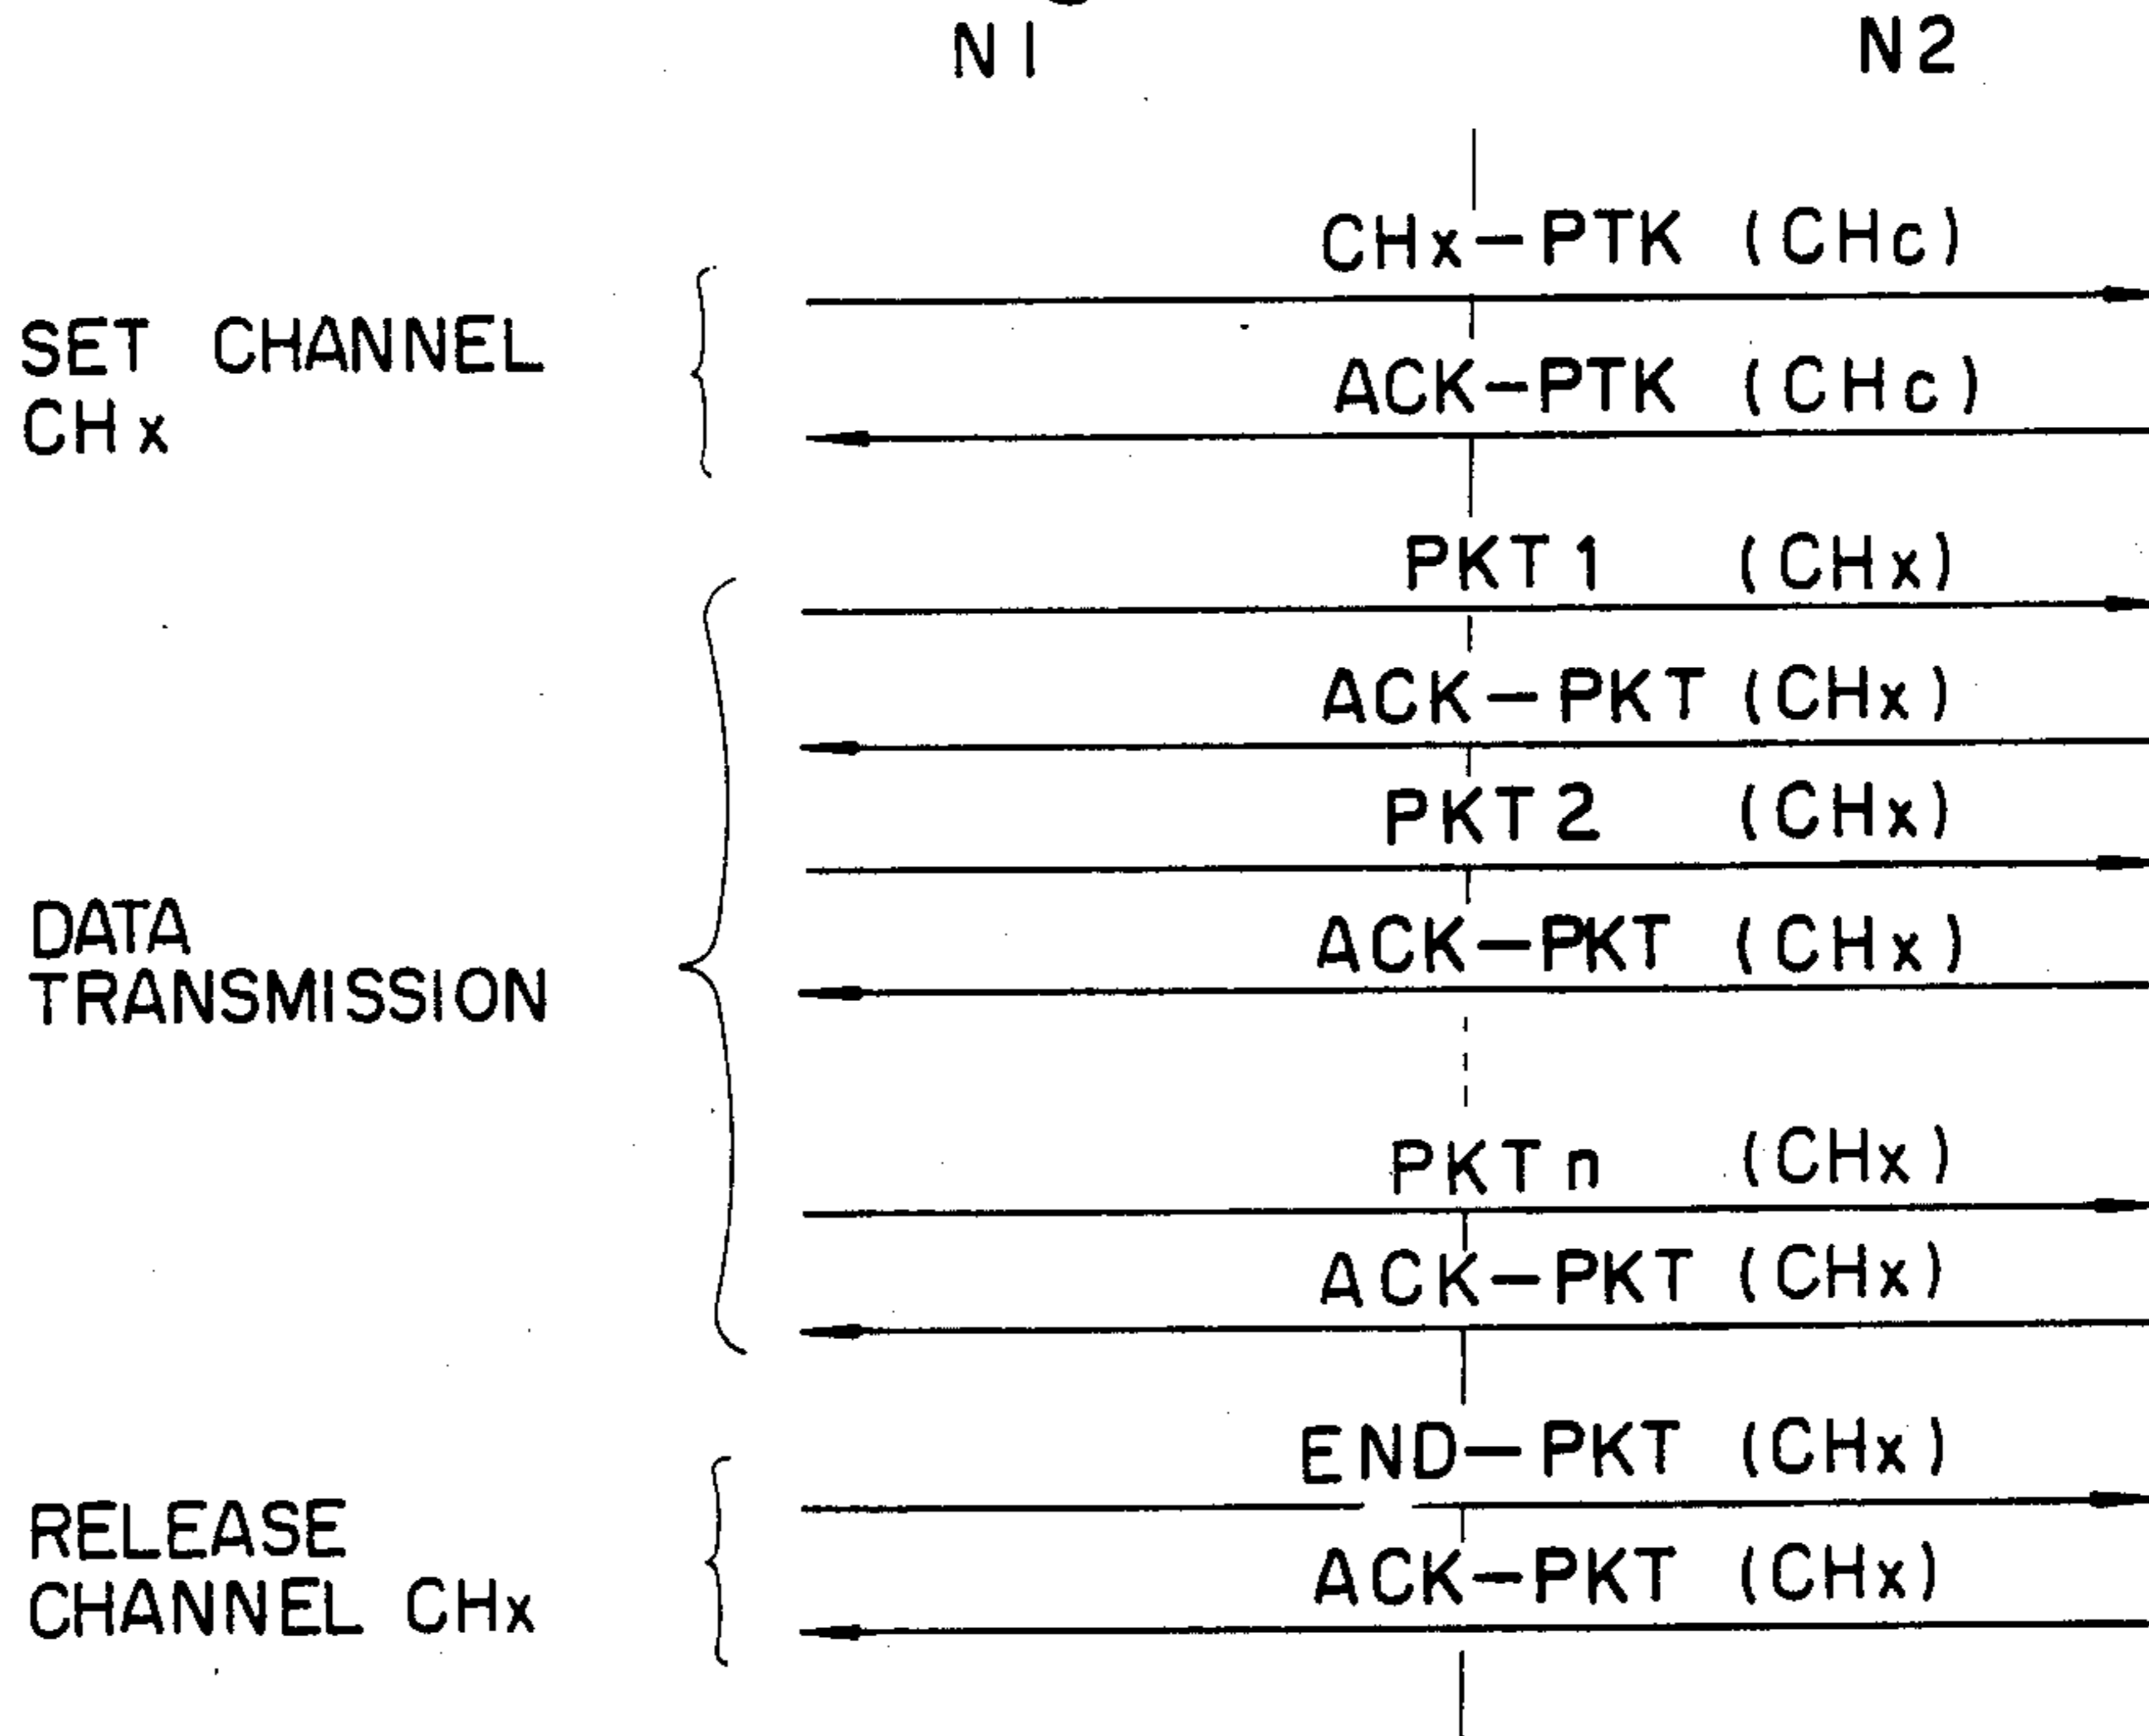 N1 N2
CHx-PTK (CHc)
SET CHANNEL
CHx
ACK-PTK (CHc)
PKT1 (CHx)
ACK-PKT (CHx)
PKT2 (CHx)
DATA
TRANSMISSION
ACK-PKT (CHx)
PKTn (CHx)
ACK-PKT (CHx)
END-PKT (CHx)
RELEASE
CHANNEL CHx
ACK-PKT (CHx)